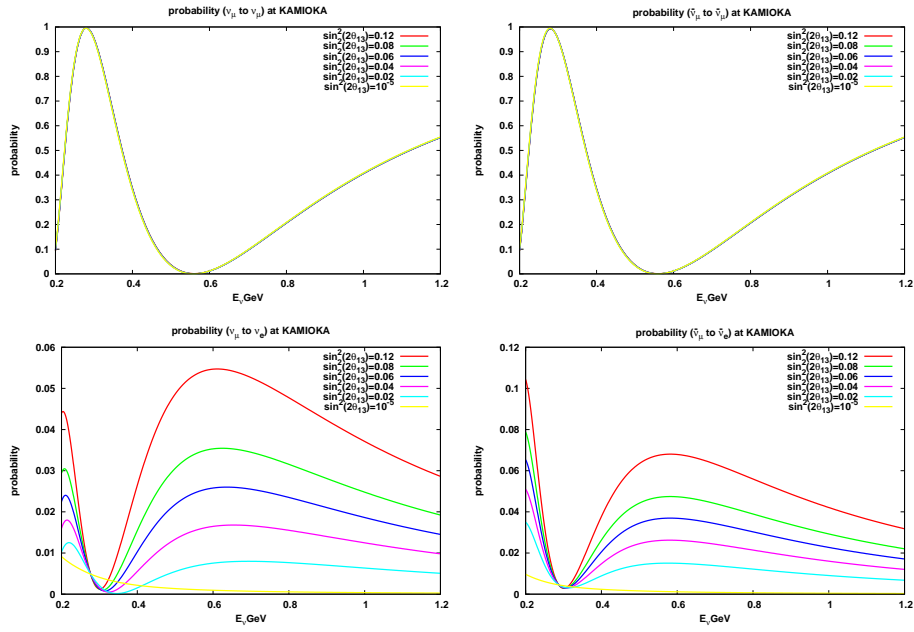 probability (ν_μ to ν_μ) at KAMIOKA
sin²(2θ₁₃)=0.12
sin²(2θ₁₃)=0.08
sin²(2θ₁₃)=0.06
sin²(2θ₁₃)=0.04
sin²(2θ₁₃)=0.02
sin²(2θ₁₃)=10⁻⁵
probability
1
0.9
0.8
0.7
0.6
0.5
0.4
0.3
0.2
0.1
0
0.2 0.4 0.6 0.8 1 1.2
E_νGeV
probability (ν̄_μ to ν̄_μ) at KAMIOKA
sin²(2θ₁₃)=0.12
sin²(2θ₁₃)=0.08
sin²(2θ₁₃)=0.06
sin²(2θ₁₃)=0.04
sin²(2θ₁₃)=0.02
sin²(2θ₁₃)=10⁻⁵
probability
1
0.9
0.8
0.7
0.6
0.5
0.4
0.3
0.2
0.1
0
0.2 0.4 0.6 0.8 1 1.2
E_νGeV
probability (ν_μ to ν_e) at KAMIOKA
sin²(2θ₁₃)=0.12
sin²(2θ₁₃)=0.08
sin²(2θ₁₃)=0.06
sin²(2θ₁₃)=0.04
sin²(2θ₁₃)=0.02
sin²(2θ₁₃)=10⁻⁵
probability
0.06
0.05
0.04
0.03
0.02
0.01
0
0.2 0.4 0.6 0.8 1 1.2
E_νGeV
probability (ν̄_μ to ν̄_e) at KAMIOKA
sin²(2θ₁₃)=0.12
sin²(2θ₁₃)=0.08
sin²(2θ₁₃)=0.06
sin²(2θ₁₃)=0.04
sin²(2θ₁₃)=0.02
sin²(2θ₁₃)=10⁻⁵
probability
0.12
0.1
0.08
0.06
0.04
0.02
0
0.2 0.4 0.6 0.8 1 1.2
E_νGeV